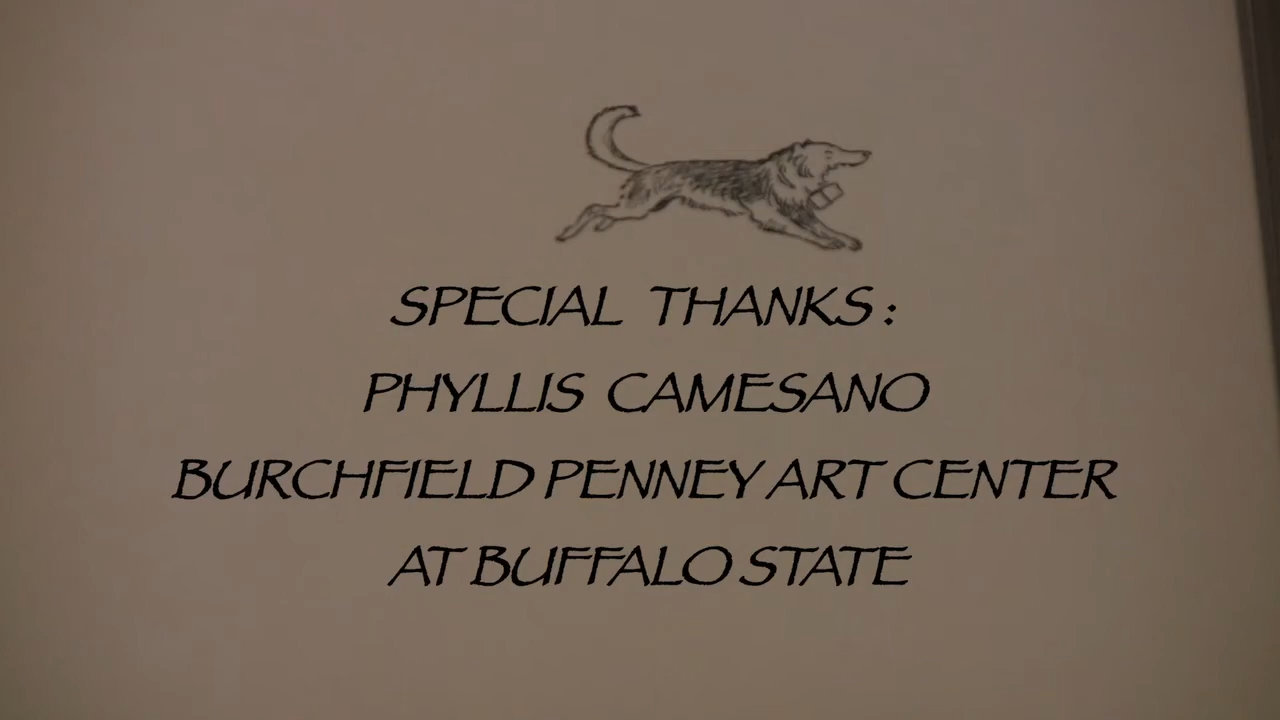 SPECIAL THANKS :
PHYLLIS CAMESANO
BURCHFIELD PENNEY ART CENTER
AT BUFFALO STATE